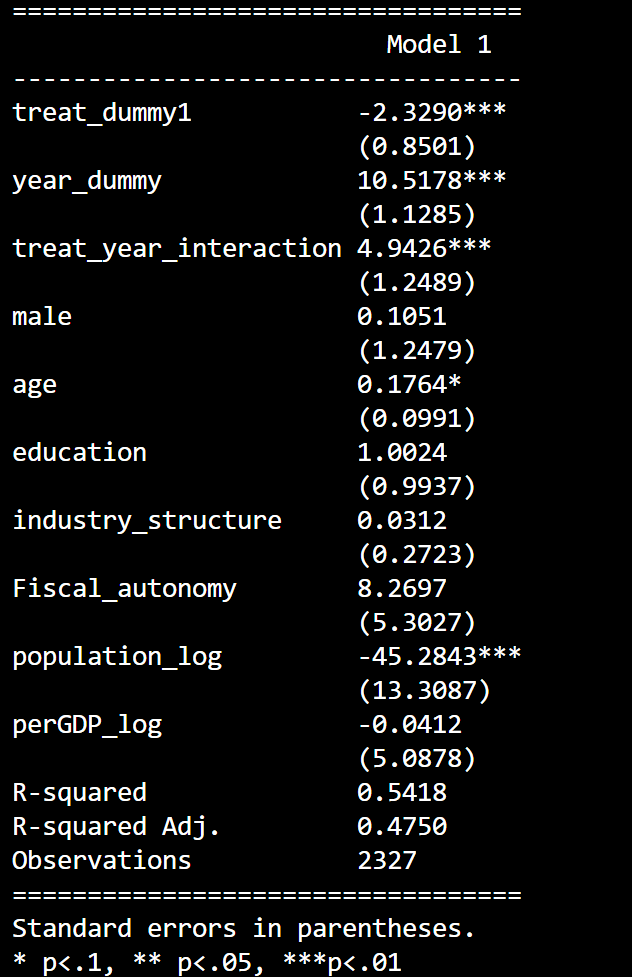 ==================================
                         Model 1
----------------------------------
treat_dummy1           -2.3290***
                       (0.8501)
year_dummy             10.5178***
                       (1.1285)
treat_year_interaction 4.9426***
                       (1.2489)
male                   0.1051
                       (1.2479)
age                    0.1764*
                       (0.0991)
education              1.0024
                       (0.9937)
industry_structure     0.0312
                       (0.2723)
Fiscal_autonomy        8.2697
                       (5.3027)
population_log         -45.2843***
                       (13.3087)
perGDP_log             -0.0412
                       (5.0878)
R-squared              0.5418
R-squared Adj.         0.4750
Observations           2327
==================================
Standard errors in parentheses.
* p<.1, ** p<.05, ***p<.01